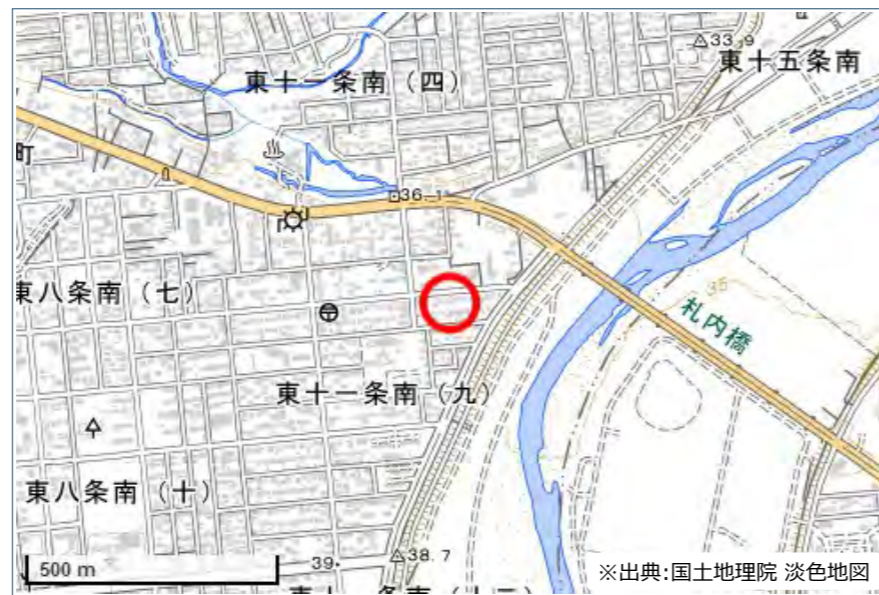 33.9
東十五条南
東十一条南(四)
町
36.1
東八条南(七)
35
札内橋
東十一条南(九)
東八条南(十)
38.7
39
500 m
※出典:国土地理院 淡色地図